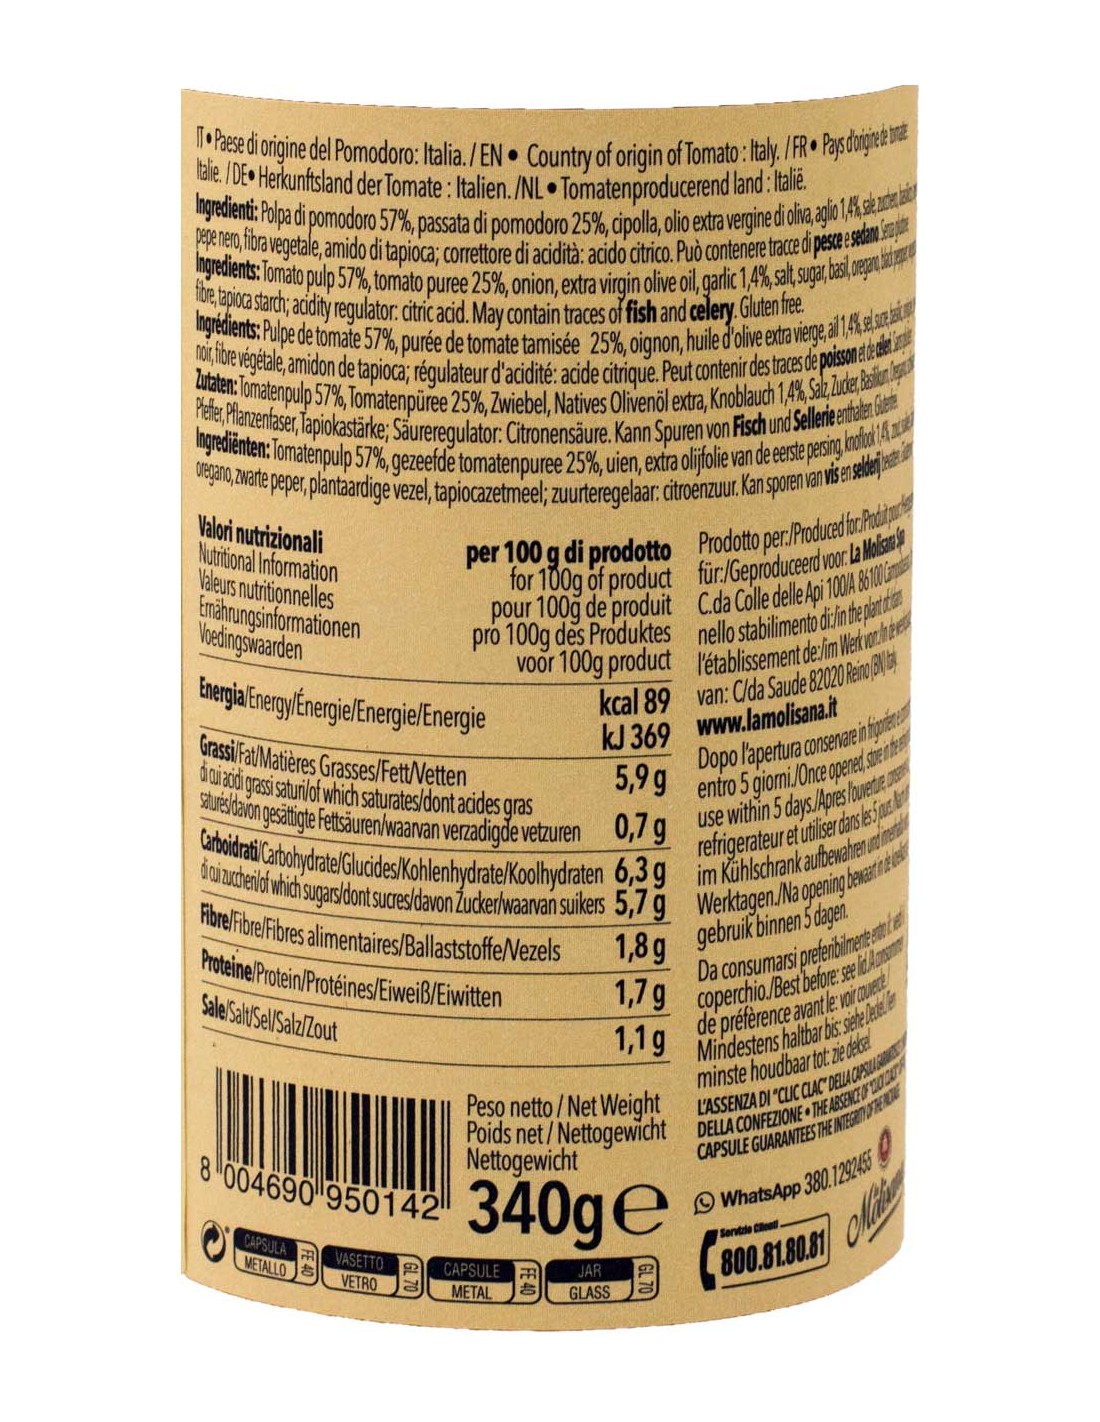 IT • Paese di origine del Pomodoro: Italia. / EN • Country of origin of Tomato : Italy. / FR • Pays d'origine de tomate:
Italie. / DE• Herkunftsland der Tomate : Italien. /NL • Tomatenproducerend land : Italië.
Ingredienti: Polpa di pomodoro 57%, passata di pomodoro 25%, cipolla, olio extra vergine di oliva, aglio 1,4%, sale, zucchero,
pepe nero, fibra vegetale, amido di tapioca; correttore di acidità: acido citrico. Può contenere tracce di pesce e sedano. Senza glutine
Ingredients: Tomato pulp 57%, tomato puree 25%, onion, extra virgin olive oil, garlic 1,4%, salt, sugar, basil, oregano, black pepper,
fibre, tapioca starch; acidity regulator: citric acid. May contain traces of fish and celery. Gluten free.
Ingrédients: Pulpe de tomate 57%, purée de tomate tamisée 25%, oignon, huile d'olive extra vierge, ail 1,4%, sel, sucre,
noir, fibre végétale, amidon de tapioca; régulateur d'acidité: acide citrique. Peut contenir des traces de poisson et de céleri.
Zutaten: Tomatenpulp 57%, Tomatenpüree 25%, Zwiebel, Natives Olivenöl extra, Knoblauch 1,4%, Salz, Zucker, Basilikum,
Pfeffer, Pflanzenfaser, Tapiokastärke; Säureregulator: Citronensäure. Kann Spuren von Fisch und Sellerie enthalten.
Ingrediënten: Tomatenpulp 57%, gezeefde tomatenpuree 25%, uien, extra olijfolie van de eerste persing, knoflook 1,4%,
oregano, zwarte peper, plantaardige vezel, tapiocazetmeel; zuurteregelaar: citroenzuur. Kan sporen van vis en selderij bevatten.
Valori nutrizionali
Nutritional Information
Valeurs nutritionnelles
Ernährungsinformationen
Voedingswaarden
per 100 g di prodotto
for 100g of product
pour 100g de produit
pro 100g des Produktes
voor 100g product
Energia/Energy/Énergie/Energie/Energie kcal 89
kJ 369
Grassi/Fat/Matières Grasses/Fett/Vetten 5,9 g
di cui acidi grassi saturi/of which saturates/dont acides gras
saturés/davon gesättigte Fettsäuren/waarvan verzadigde vetzuren 0,7 g
Carboidrati/Carbohydrate/Glucides/Kohlenhydrate/Koolhydraten 6,3 g
di cui zuccheri/of which sugars/dont sucres/davon Zucker/waarvan suikers 5,7 g
Fibre/Fibre/Fibres alimentaires/Ballaststoffe/Vezels 1,8 g
Proteine/Protein/Protéines/Eiweiß/Eiwitten 1,7 g
Sale/Salt/Sel/Salz/Zout 1,1 g
Prodotto per:/Produced for:/Produit pour:
für:/Geproduceerd voor: La Molisana Spa
C.da Colle delle Api 100/A 86100
nello stabilimento di:/in the plant of:
l'établissement de:/im Werk von:/
van: C/da Saude 82020 Reino (BN) Italy.
www.lamolisana.it
Dopo l'apertura conservare in frigorifero e
entro 5 giorni./Once opened, store in the
use within 5 days./Apres l'ouverture,
refrigerateur et utiliser dans les 5 jours.
im Kühlschrank aufbewahren und
Werktagen./Na opening bewaart in de
gebruik binnen 5 dagen.
Da consumarsi preferibilmente entro il: vedi
coperchio./Best before: see lid./A consommer
de préférence avant le: voir couvercle./
Mindestens haltbar bis: siehe Deckel./Ten
minste houdbaar tot: zie deksel.
L'ASSENZA DI "CLIC CLAC" DELLA CAPSULA
DELLA CONFEZIONE • THE ABSENCE OF "CLICK CLACK"
CAPSULE GUARANTEES THE INTEGRITY OF THE PACKAGE
8 004690 950142
Peso netto / Net Weight
Poids net / Nettogewicht
Nettogewicht
340g e
WhatsApp 380.1292455
Servizio Clienti
800.81.80.81
CAPSULA
METALLO
FE 40
VASETTO
VETRO
GL 70
CAPSULE
METAL
FE 40
JAR
GLASS
GL 70